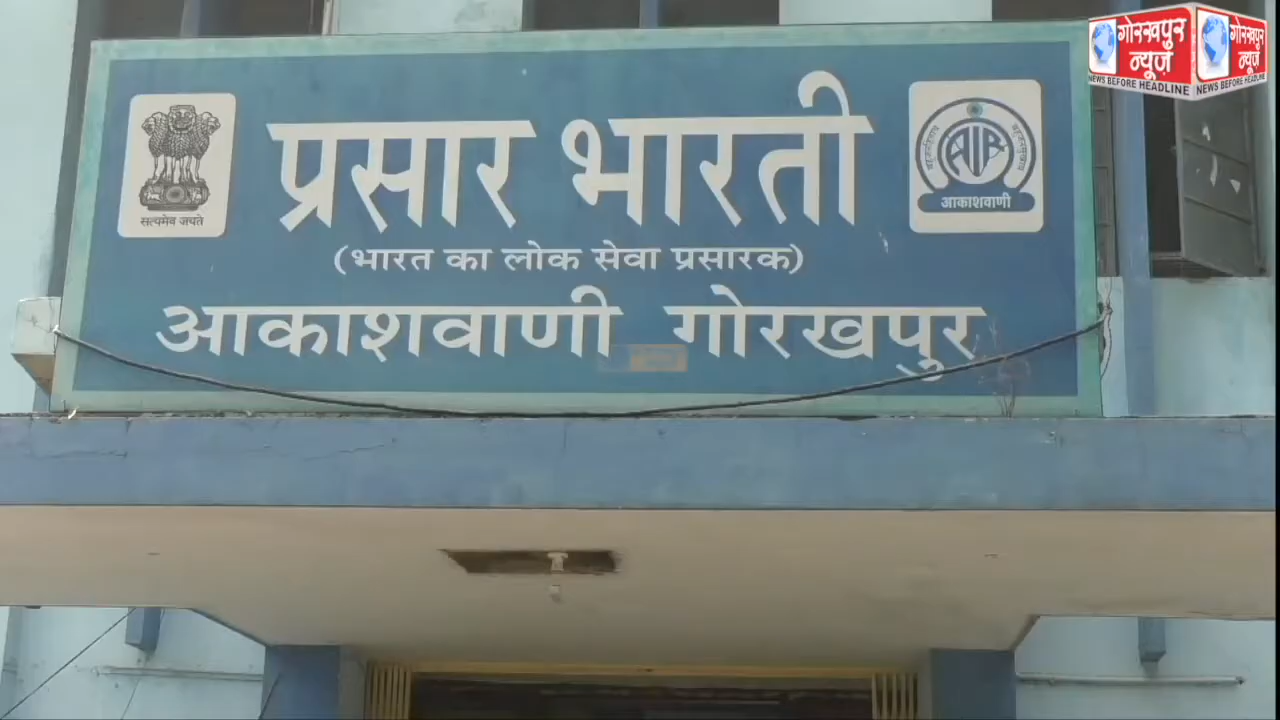 प्रसार भारती
(भारत का लोक सेवा प्रसारक)
आकाशवाणी गोरखपुर
सत्यमेव जयते
AIR
आकाशवाणी
गोरखपुर
न्यूज़
NEWS BEFORE HEADLINE
गोरखपुर
न्यूज़
NEWS BEFORE HEADLINE